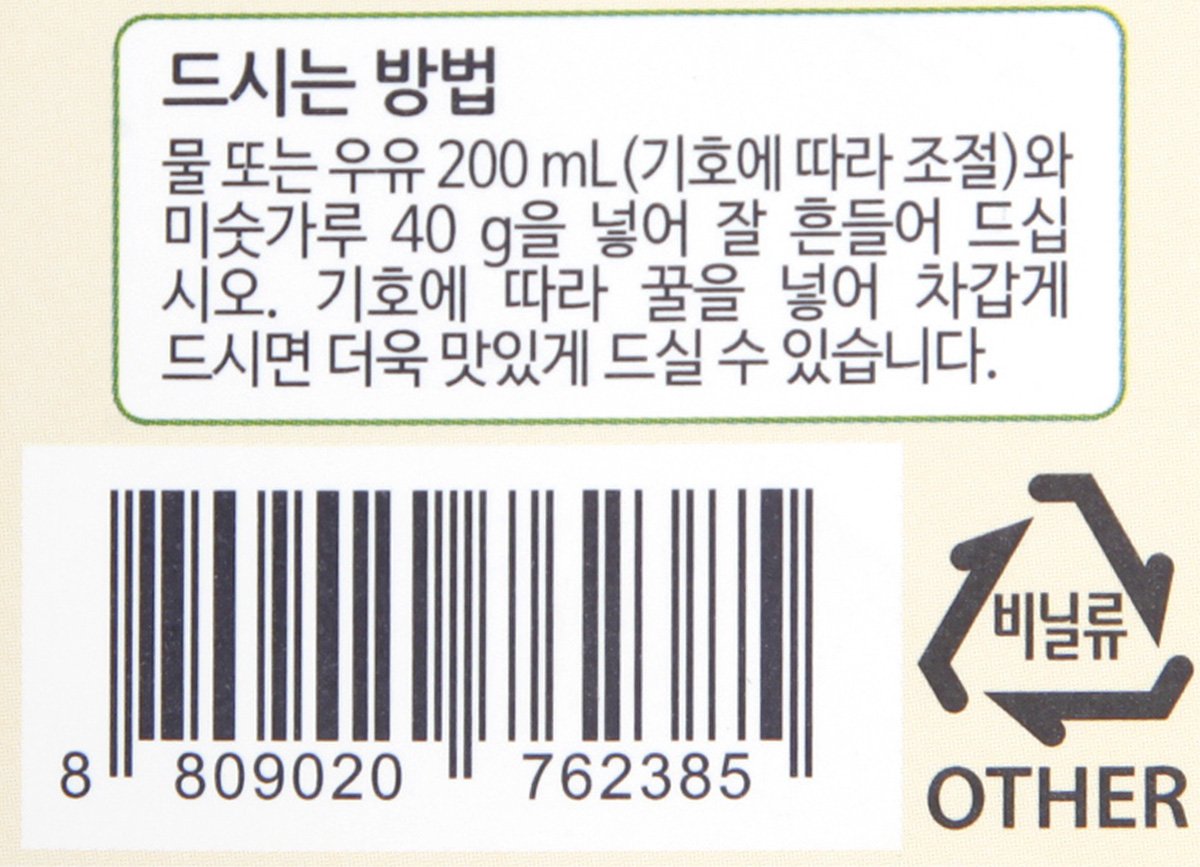 드시는 방법
물 또는 우유 200 mL(기호에 따라 조절)와
미숫가루 40 g을 넣어 잘 흔들어 드십
시오. 기호에 따라 꿀을 넣어 차갑게
드시면 더욱 맛있게 드실 수 있습니다.
8 809020 762385
비닐류
OTHER